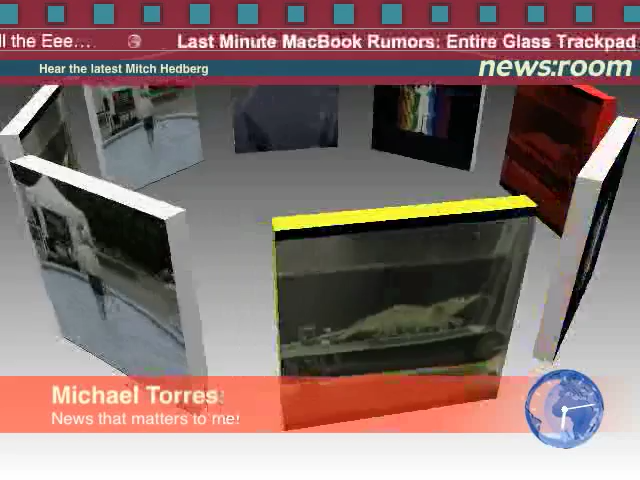 ll the Eee...
Last Minute MacBook Rumors: Entire Glass Trackpad
Hear the latest Mitch Hedberg
news:room
Michael Torres
News that matters to me!